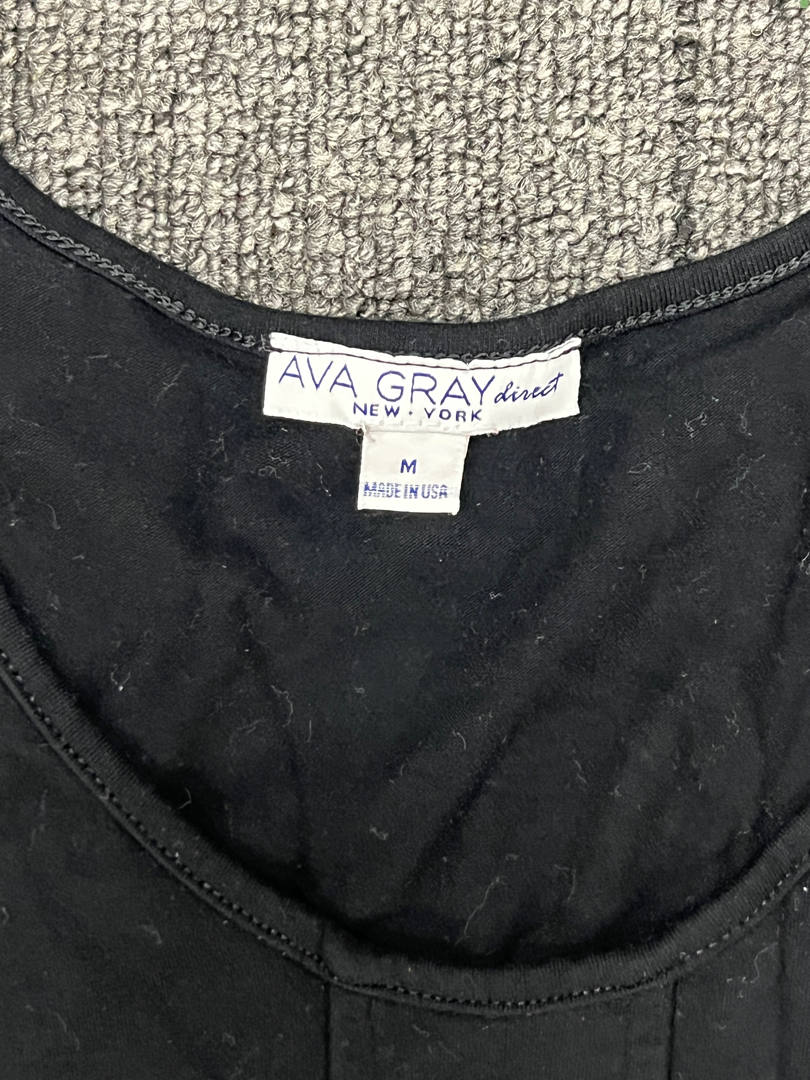 AVA GRAY direct
NEW · YORK
M
MADE IN USA